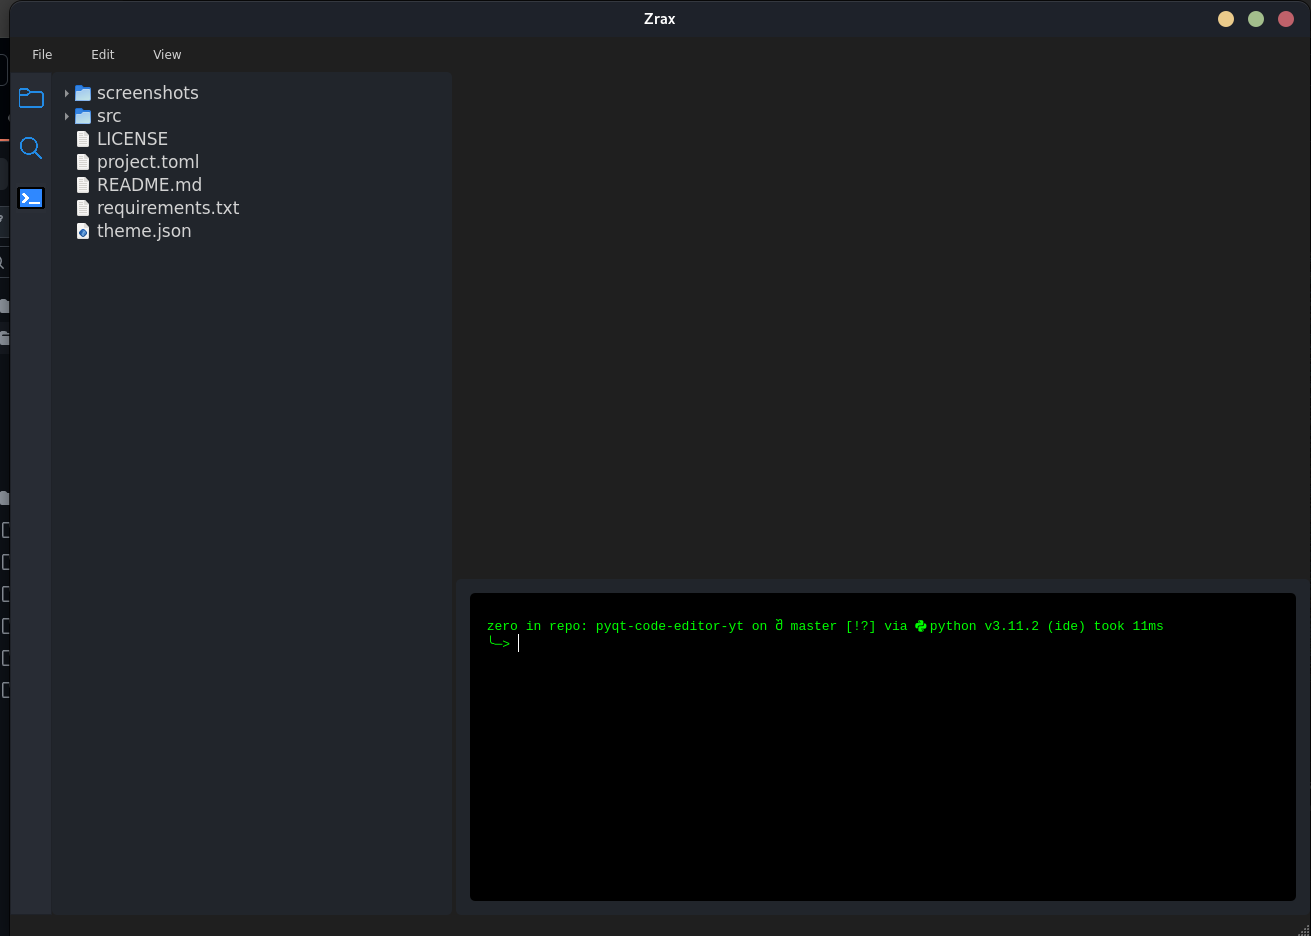 Zrax
File Edit View
screenshots
src
LICENSE
project.toml
README.md
requirements.txt
theme.json
zero in repo: pyqt-code-editor-yt on master [!?] via python v3.11.2 (ide) took 11ms
╰─>